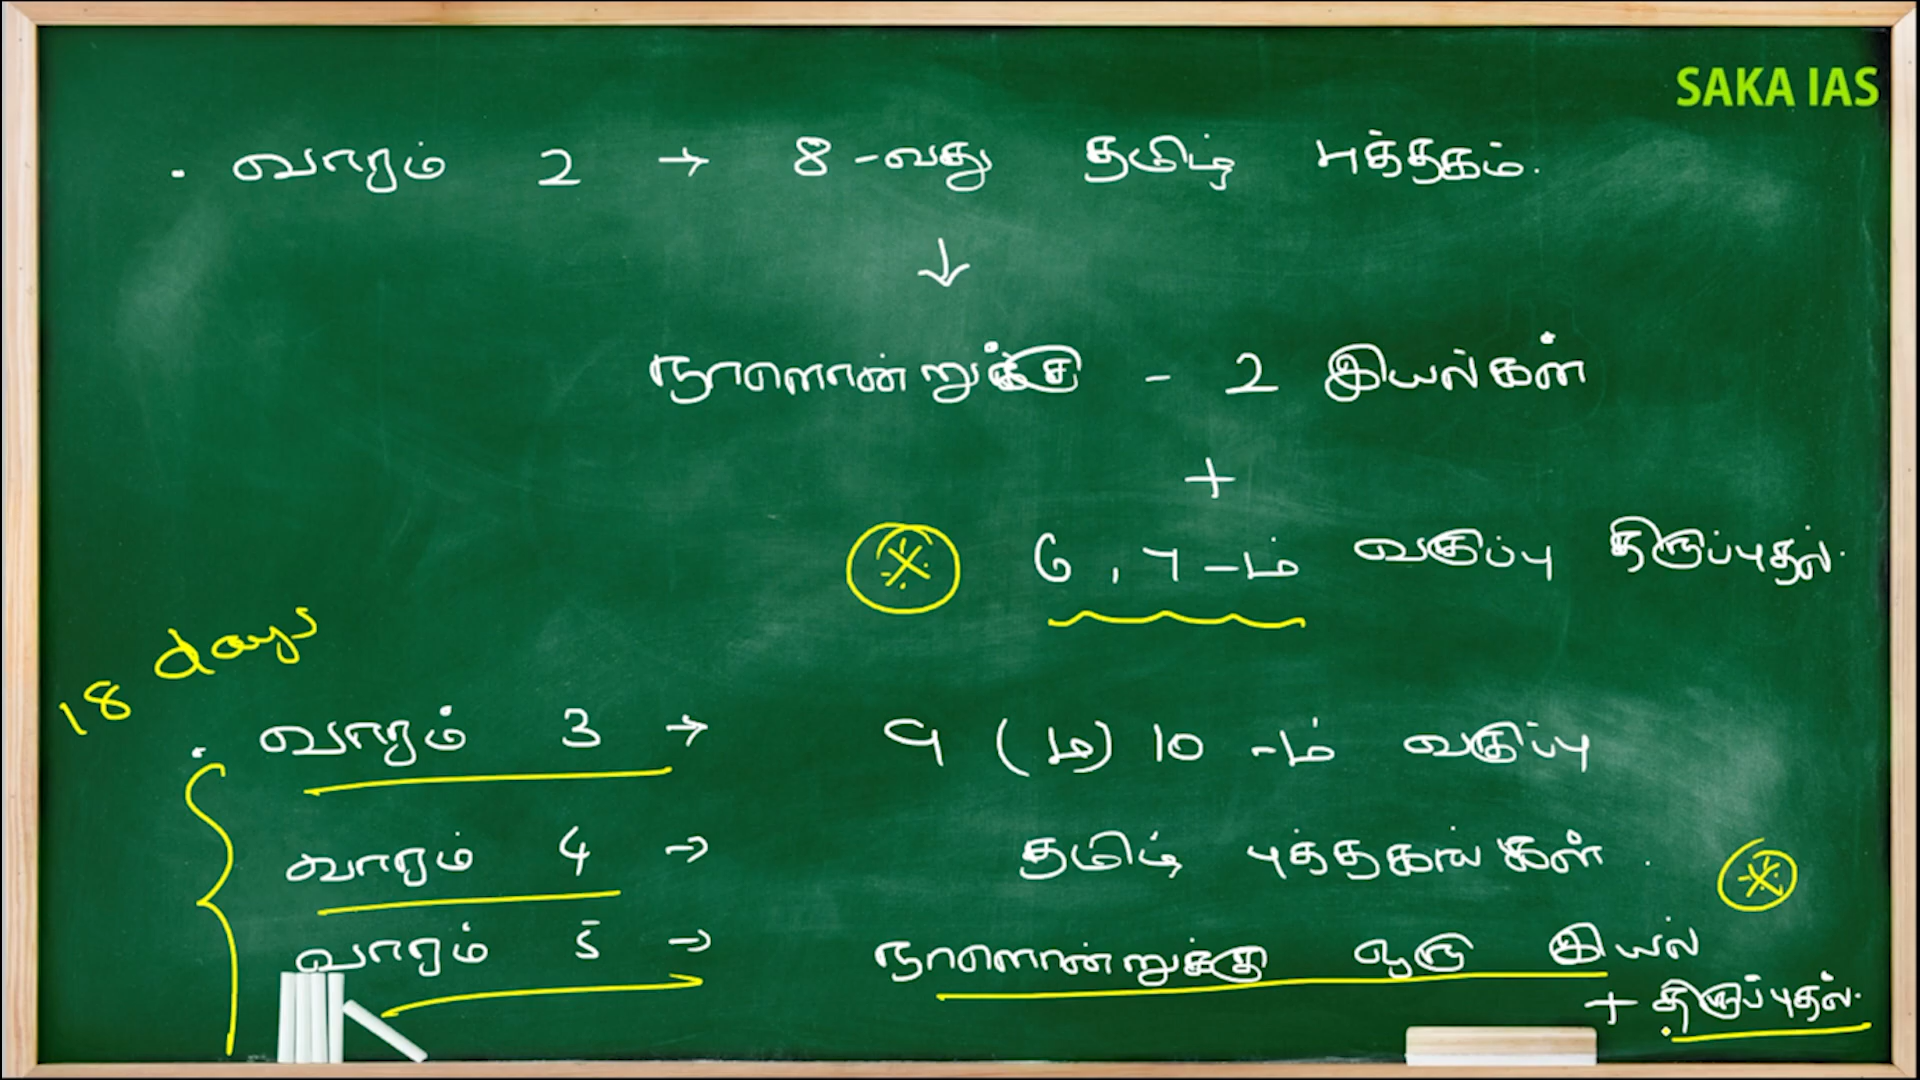 SAKA IAS
. வாரம் 2 → 8-வது தமிழ் புத்தகம்.
↓
நாளொன்றுக்கு - 2 இயல்கள்
+
6, 7-ம் வகுப்பு திருப்புதல்.
18 days
. வாரம் 3 → 9 (ம) 10 -ம் வகுப்பு
வாரம் 4 → தமிழ் புத்தகங்கள்.
வாரம் 5 → நாளொன்றுக்கு ஒரு இயல்
+ திருப்புதல்.